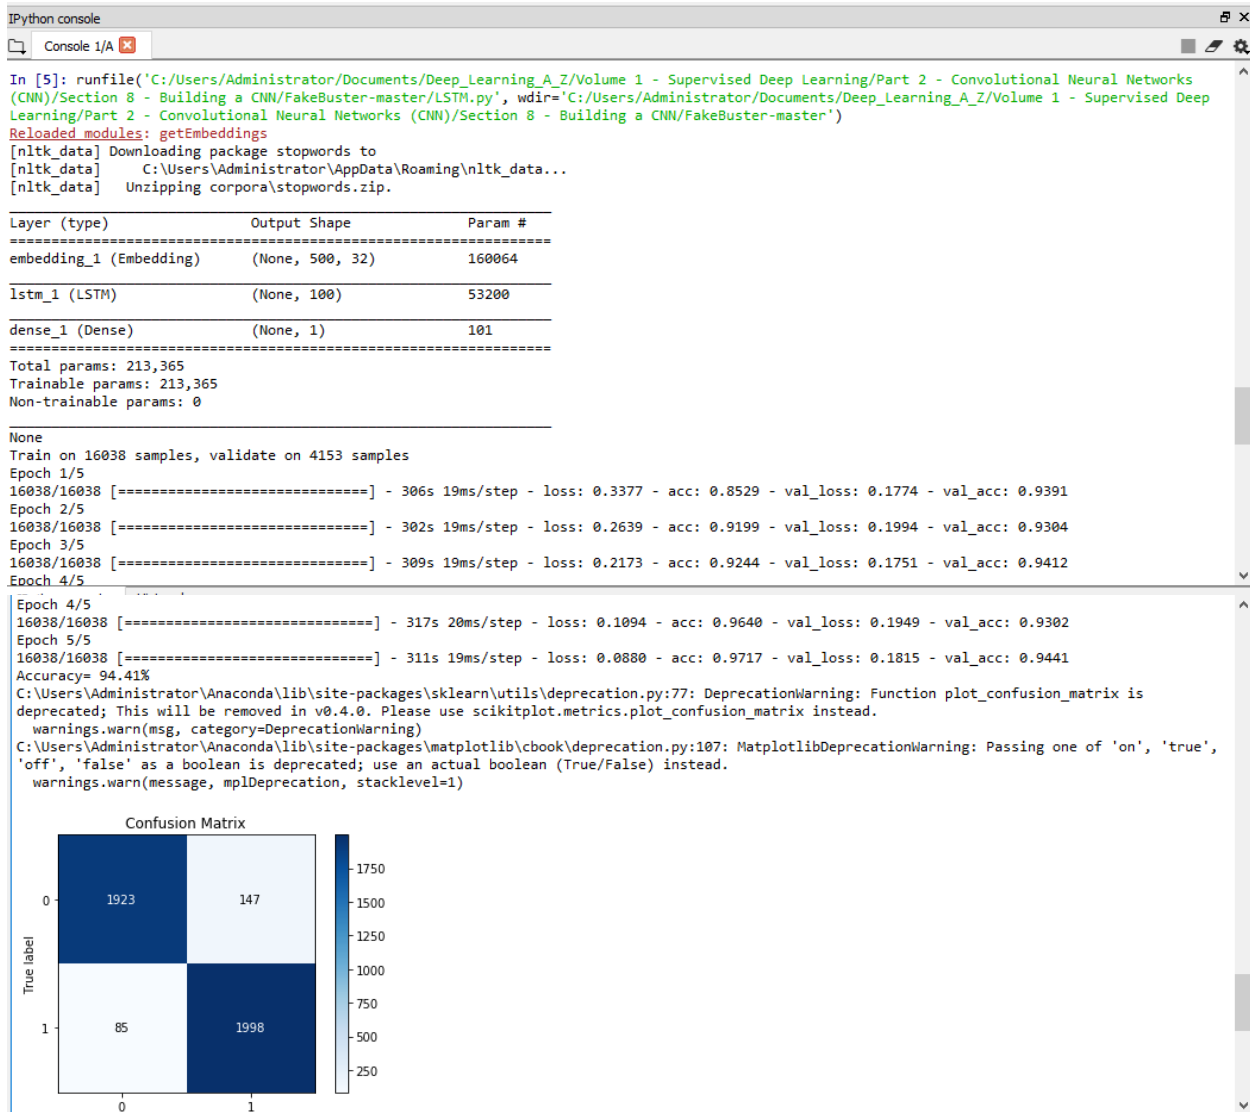 IPython console
Console 1/A
In [5]: runfile('C:/Users/Administrator/Documents/Deep_Learning_A_Z/Volume 1 - Supervised Deep Learning/Part 2 - Convolutional Neural Networks
(CNN)/Section 8 - Building a CNN/FakeBuster-master/LSTM.py', wdir='C:/Users/Administrator/Documents/Deep_Learning_A_Z/Volume 1 - Supervised Deep
Learning/Part 2 - Convolutional Neural Networks (CNN)/Section 8 - Building a CNN/FakeBuster-master')
Reloaded modules: getEmbeddings
[nltk_data] Downloading package stopwords to
[nltk_data]     C:\Users\Administrator\AppData\Roaming\nltk_data...
[nltk_data]   Unzipping corpora\stopwords.zip.
Layer (type)                 Output Shape              Param #
=================================================================
embedding_1 (Embedding)      (None, 500, 32)           160064
lstm_1 (LSTM)                (None, 100)               53200
dense_1 (Dense)              (None, 1)                 101
=================================================================
Total params: 213,365
Trainable params: 213,365
Non-trainable params: 0
None
Train on 16038 samples, validate on 4153 samples
Epoch 1/5
16038/16038 [==============================] - 306s 19ms/step - loss: 0.3377 - acc: 0.8529 - val_loss: 0.1774 - val_acc: 0.9391
Epoch 2/5
16038/16038 [==============================] - 302s 19ms/step - loss: 0.2639 - acc: 0.9199 - val_loss: 0.1994 - val_acc: 0.9304
Epoch 3/5
16038/16038 [==============================] - 309s 19ms/step - loss: 0.2173 - acc: 0.9244 - val_loss: 0.1751 - val_acc: 0.9412
Epoch 4/5
Epoch 4/5
16038/16038 [==============================] - 317s 20ms/step - loss: 0.1094 - acc: 0.9640 - val_loss: 0.1949 - val_acc: 0.9302
Epoch 5/5
16038/16038 [==============================] - 311s 19ms/step - loss: 0.0880 - acc: 0.9717 - val_loss: 0.1815 - val_acc: 0.9441
Accuracy= 94.41%
C:\Users\Administrator\Anaconda\lib\site-packages\sklearn\utils\deprecation.py:77: DeprecationWarning: Function plot_confusion_matrix is
deprecated; This will be removed in v0.4.0. Please use scikitplot.metrics.plot_confusion_matrix instead.
  warnings.warn(msg, category=DeprecationWarning)
C:\Users\Administrator\Anaconda\lib\site-packages\matplotlib\cbook\deprecation.py:107: MatplotlibDeprecationWarning: Passing one of 'on', 'true',
'off', 'false' as a boolean is deprecated; use an actual boolean (True/False) instead.
  warnings.warn(message, mplDeprecation, stacklevel=1)
Confusion Matrix
1750
0 1923 147
1500
1250
True label
1000
750
1 85 1998
500
250
0 1